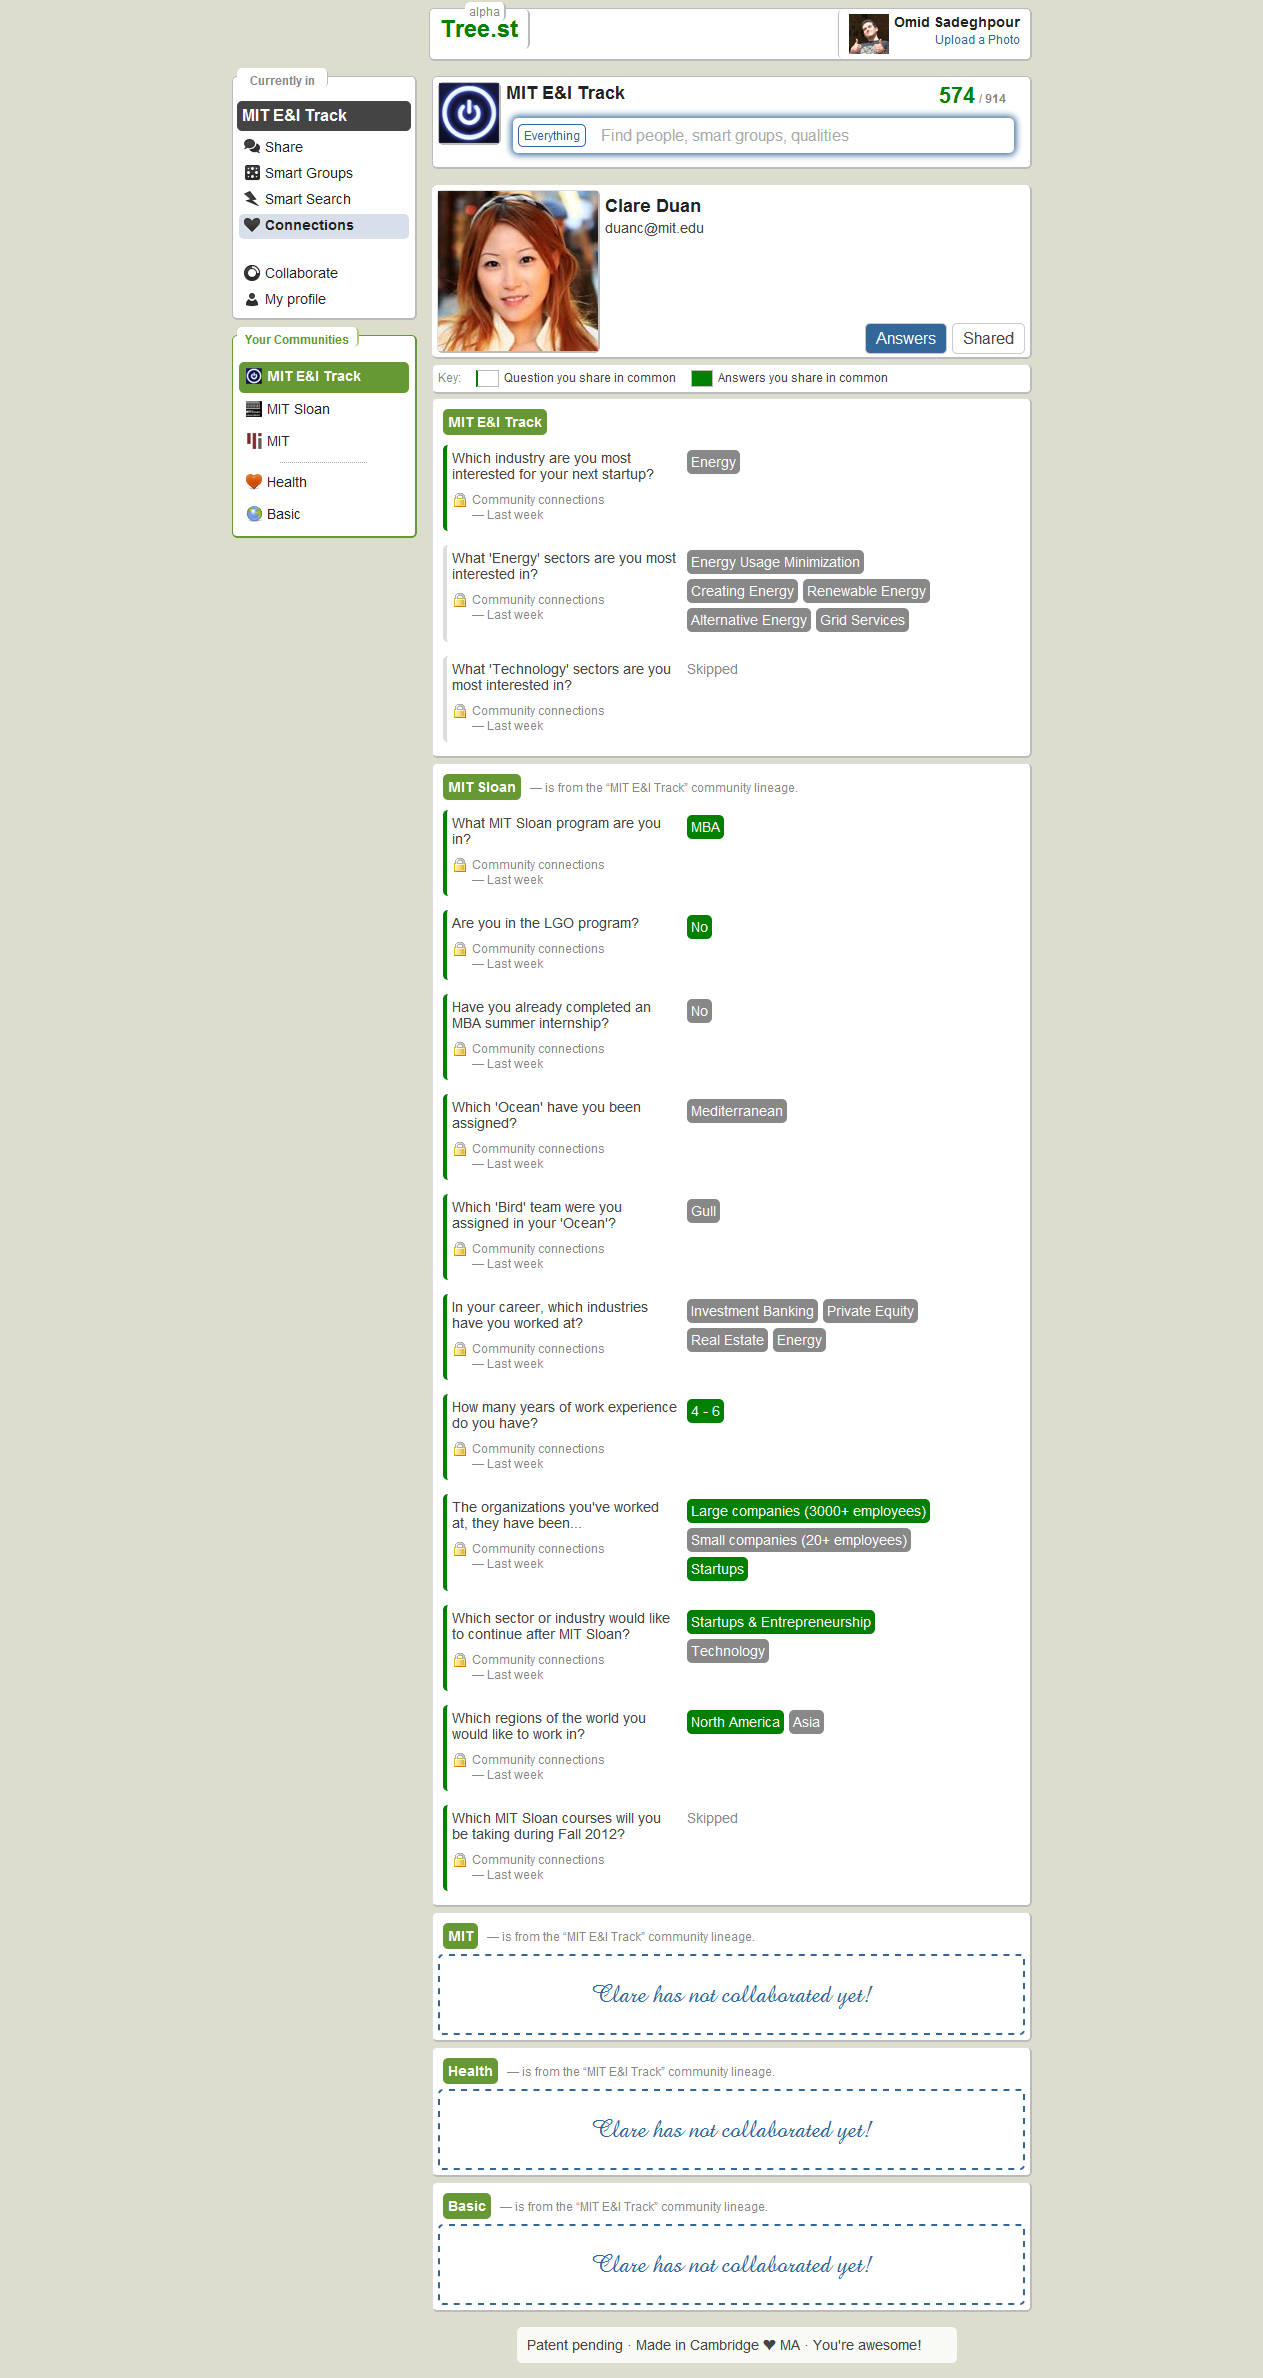 alpha
Tree.st
Omid Sadeghpour
Upload a Photo
Currently in
MIT E&I Track
Share
Smart Groups
Smart Search
Connections
Collaborate
My profile
Your Communities
MIT E&I Track
MIT Sloan
MIT
Health
Basic
MIT E&I Track
574 / 914
Everything Find people, smart groups, qualities
Clare Duan
duanc@mit.edu
Answers Shared
Key: Question you share in common Answers you share in common
MIT E&I Track
Which industry are you most
interested for your next startup?
Energy
Community connections
— Last week
What 'Energy' sectors are you most
interested in?
Energy Usage Minimization
Creating Energy Renewable Energy
Alternative Energy Grid Services
Community connections
— Last week
What 'Technology' sectors are you
most interested in?
Skipped
Community connections
— Last week
MIT Sloan — is from the “MIT E&I Track” community lineage.
What MIT Sloan program are you
in?
MBA
Community connections
— Last week
Are you in the LGO program?
No
Community connections
— Last week
Have you already completed an
MBA summer internship?
No
Community connections
— Last week
Which 'Ocean' have you been
assigned?
Mediterranean
Community connections
— Last week
Which 'Bird' team were you
assigned in your 'Ocean'?
Gull
Community connections
— Last week
In your career, which industries
have you worked at?
Investment Banking Private Equity
Real Estate Energy
Community connections
— Last week
How many years of work experience
do you have?
4 - 6
Community connections
— Last week
The organizations you've worked
at, they have been...
Large companies (3000+ employees)
Small companies (20+ employees)
Startups
Community connections
— Last week
Which sector or industry would like
to continue after MIT Sloan?
Startups & Entrepreneurship
Technology
Community connections
— Last week
Which regions of the world you
would like to work in?
North America Asia
Community connections
— Last week
Which MIT Sloan courses will you
be taking during Fall 2012?
Skipped
Community connections
— Last week
MIT — is from the “MIT E&I Track” community lineage.
Clare has not collaborated yet!
Health — is from the “MIT E&I Track” community lineage.
Clare has not collaborated yet!
Basic — is from the “MIT E&I Track” community lineage.
Clare has not collaborated yet!
Patent pending · Made in Cambridge ♥ MA · You're awesome!